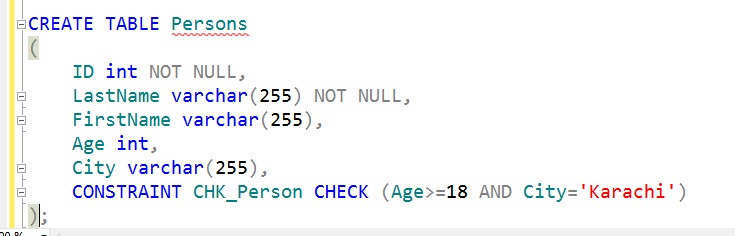 CREATE TABLE Persons
(
ID int NOT NULL,
LastName varchar(255) NOT NULL,
FirstName varchar(255),
Age int,
City varchar(255),
CONSTRAINT CHK_Person CHECK (Age>=18 AND City='Karachi')
);